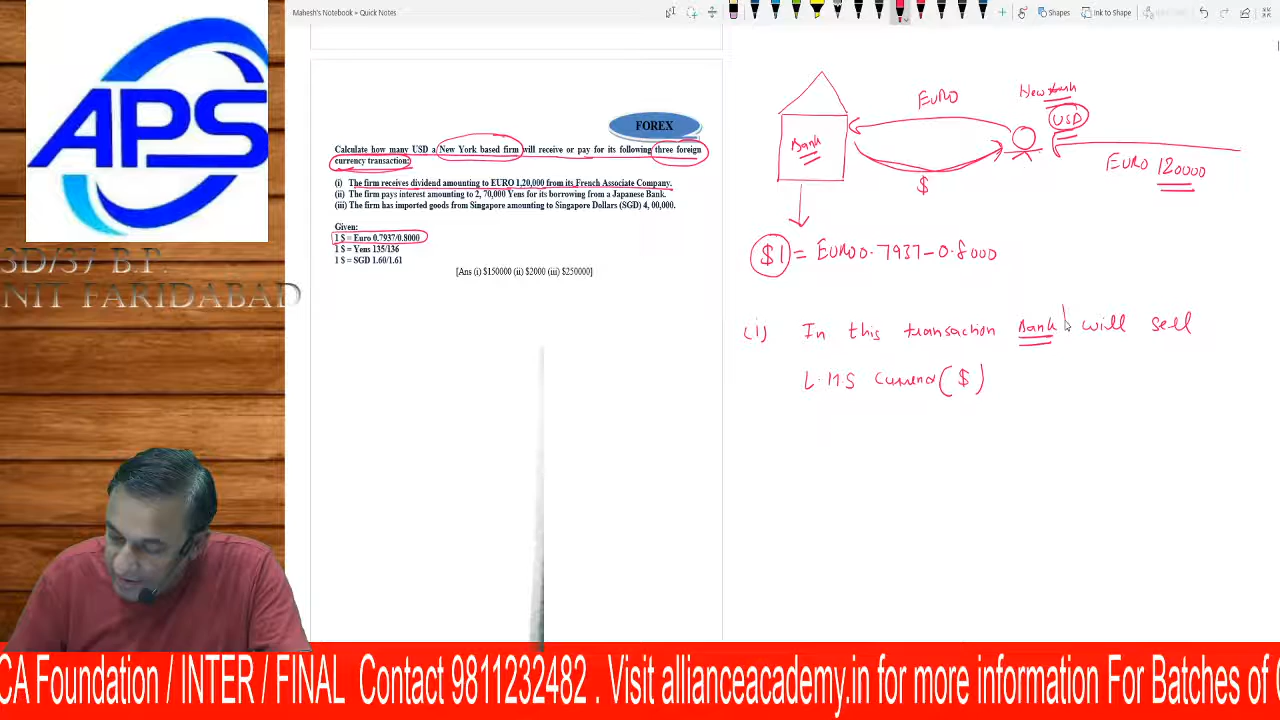 Mahesh's Notebook > Quick Notes
Shapes
Ink to Shape
APS
3D/37 B.P.
NIT FARIDABAD
FOREX
Calculate how many USD a New York based firm will receive or pay for its following three foreign
currency transaction:
(i) The firm receives dividend amounting to EURO 1,20,000 from its French Associate Company.
(ii) The firm pays interest amounting to 2, 70,000 Yens for its borrowing from a Japanese Bank.
(iii) The firm has imported goods from Singapore amounting to Singapore Dollars (SGD) 4, 00,000.
Given:
1 $ = Euro 0.7937/0.8000
1 $ = Yens 135/136
1 $ = SGD 1.60/1.61
[Ans (i) $150000 (ii) $2000 (iii) $250000]
EURO
USD
Bank
EURO 120000
$
$1 = EURO 0.7937-0.8000
(i) In this transaction Bank will sell
L.H.S currency ($)
CA Foundation / INTER / FINAL Contact 9811232482 . Visit allianceacademy.in for more information For Batches of